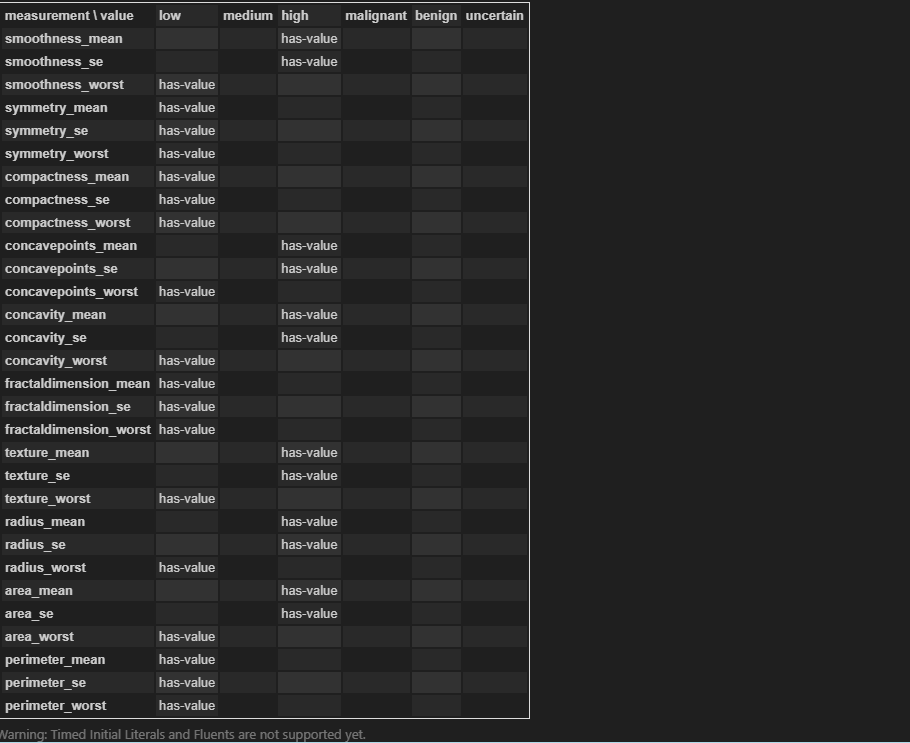 measurement \ value low medium high malignant benign uncertain
smoothness_mean has-value
smoothness_se has-value
smoothness_worst has-value
symmetry_mean has-value
symmetry_se has-value
symmetry_worst has-value
compactness_mean has-value
compactness_se has-value
compactness_worst has-value
concavepoints_mean has-value
concavepoints_se has-value
concavepoints_worst has-value
concavity_mean has-value
concavity_se has-value
concavity_worst has-value
fractaldimension_mean has-value
fractaldimension_se has-value
fractaldimension_worst has-value
texture_mean has-value
texture_se has-value
texture_worst has-value
radius_mean has-value
radius_se has-value
radius_worst has-value
area_mean has-value
area_se has-value
area_worst has-value
perimeter_mean has-value
perimeter_se has-value
perimeter_worst has-value
Warning: Timed Initial Literals and Fluents are not supported yet.